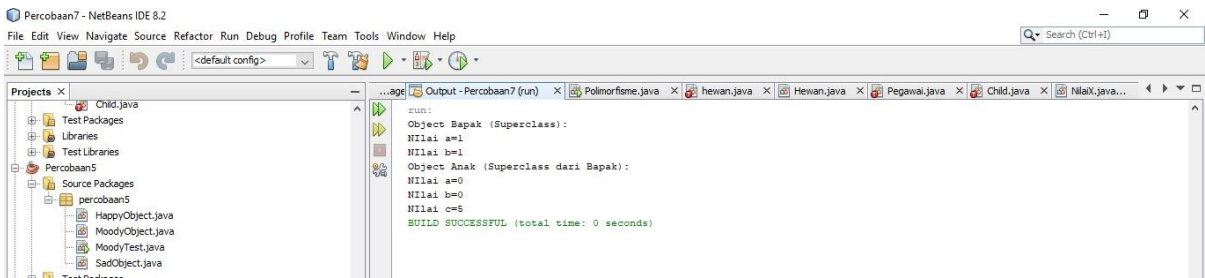 Percobaan7 - NetBeans IDE 8.2
File Edit View Navigate Source Refactor Run Debug Profile Team Tools Window Help
Search (Ctrl+I)
<default config>
Projects
...age Output - Percobaan7 (run) Polimorfisme.java hewan.java Hewan.java Pegawai.java Child.java NilaiX.java...
Child.java
Test Packages
Libraries
Test Libraries
Percobaan5
Source Packages
percobaan5
HappyObject.java
MoodyObject.java
MoodyTest.java
SadObject.java
Test Packages
run:
Object Bapak (Superclass):
NIlai a=1
NIlai b=1
Object Anak (Superclass dari Bapak):
NIlai a=0
NIlai b=0
NIlai c=5
BUILD SUCCESSFUL (total time: 0 seconds)